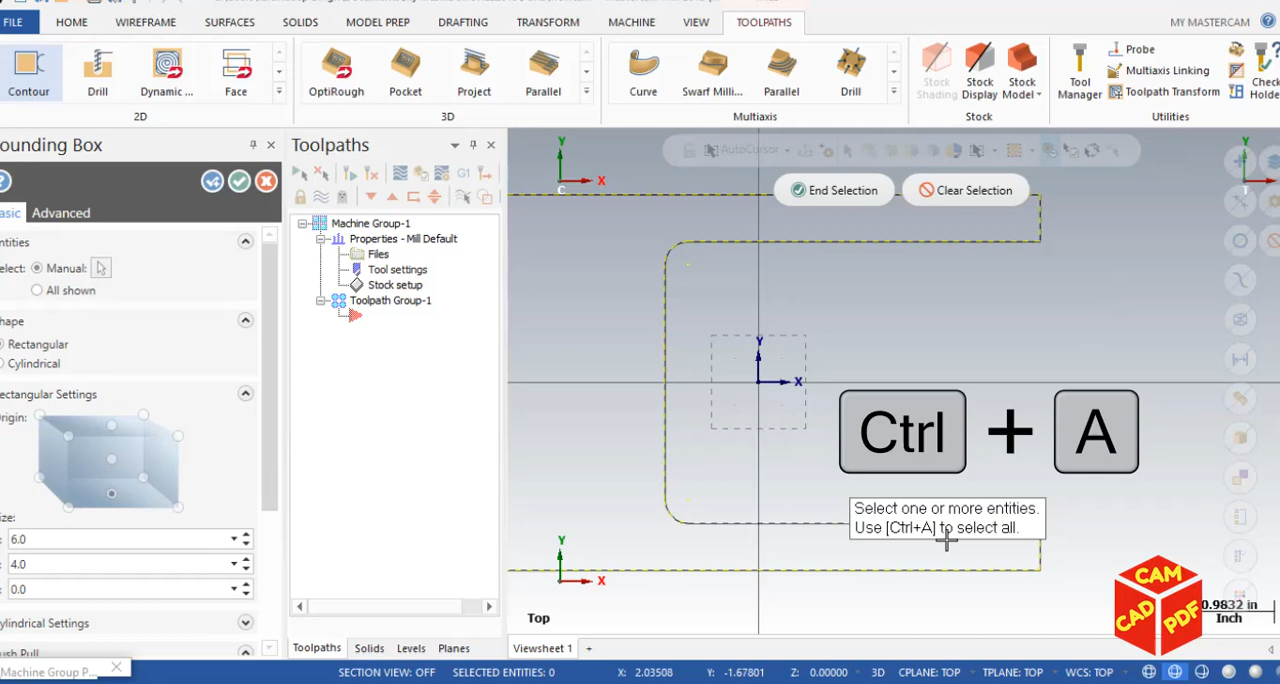 FILE HOME WIREFRAME SURFACES SOLIDS MODEL PREP DRAFTING TRANSFORM MACHINE VIEW TOOLPATHS MY MASTERCAM
Contour Drill Dynamic ... Face
2D
OptiRough Pocket Project Parallel
3D
Curve Swarf Milli... Parallel Drill
Multiaxis
Stock Shading
Stock Display
Stock Model
Stock
Tool Manager
Probe
Multiaxis Linking
Toolpath Transform
Check
Holde
Utilities
ounding Box
asic Advanced
ntities
elect: Manual:
All shown
hape
Rectangular
Cylindrical
ectangular Settings
Origin:
ize:
6.0
4.0
0.0
ylindrical Settings
ush Pull
Machine Group P...
Toolpaths
G1
Machine Group-1
Properties - Mill Default
Files
Tool settings
Stock setup
Toolpath Group-1
Toolpaths Solids Levels Planes
AutoCursor
End Selection Clear Selection
Y
X
C
Y
T
Y
X
Ctrl + A
Select one or more entities.
Use [Ctrl+A] to select all.
Y
X
Top
CAM
CAD PDF
0.9832 in
Inch
Viewsheet 1 +
SECTION VIEW: OFF SELECTED ENTITIES: 0 X: 2.03508 Y: -1.67801 Z: 0.00000 3D CPLANE: TOP TPLANE: TOP WCS: TOP